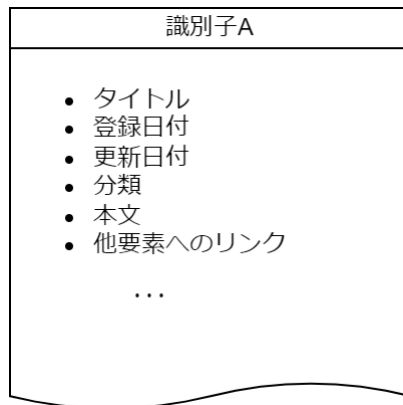 識別子A
• タイトル
• 登録日付
• 更新日付
• 分類
• 本文
• 他要素へのリンク
...